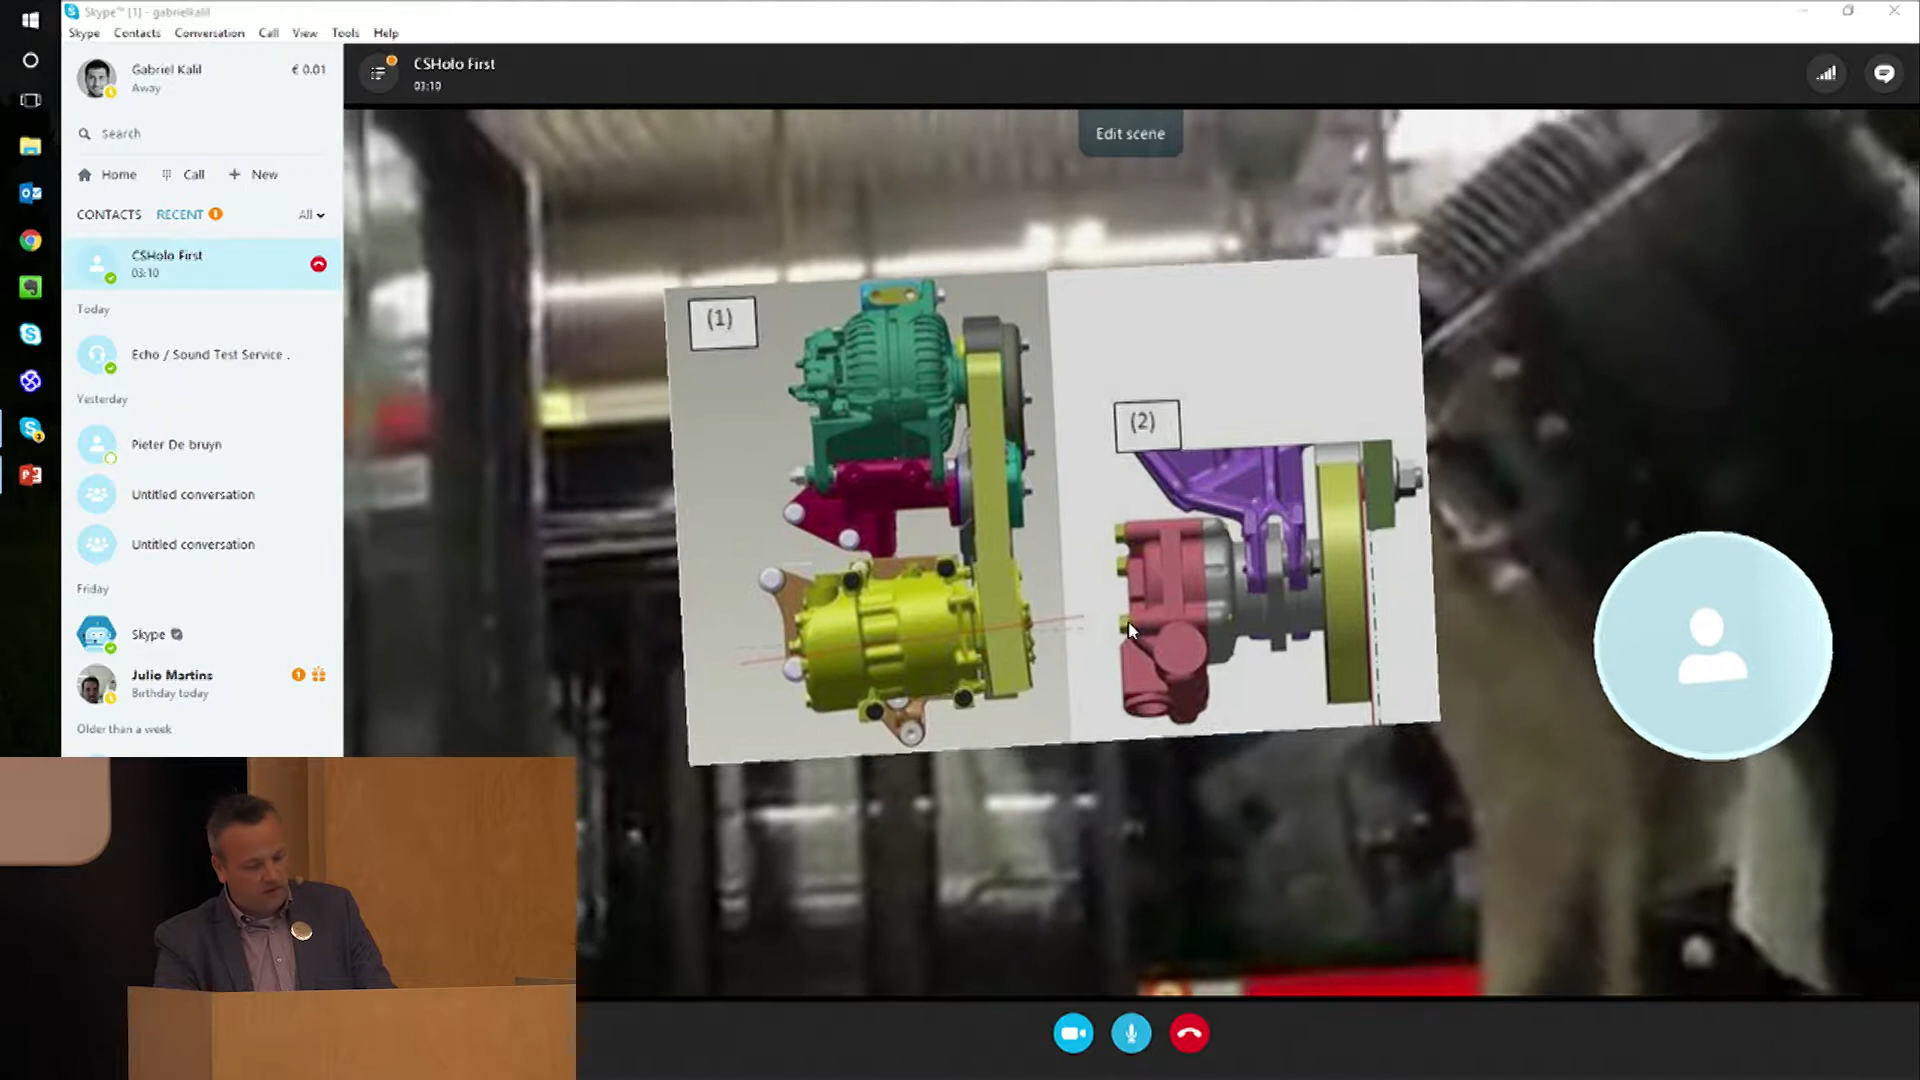 Skype™ [1] - gabrielkalil
Skype Contacts Conversation Call View Tools Help
Gabriel Kalil € 0.01
Away
Search
Home Call New
CONTACTS RECENT 1 All
CSHolo First
03:10
Today
Echo / Sound Test Service .
Yesterday
Pieter De bruyn
Untitled conversation
Untitled conversation
Friday
Skype
Julio Martins 1
Birthday today
Older than a week
CSHolo First
03:10
Edit scene
(1)
(2)